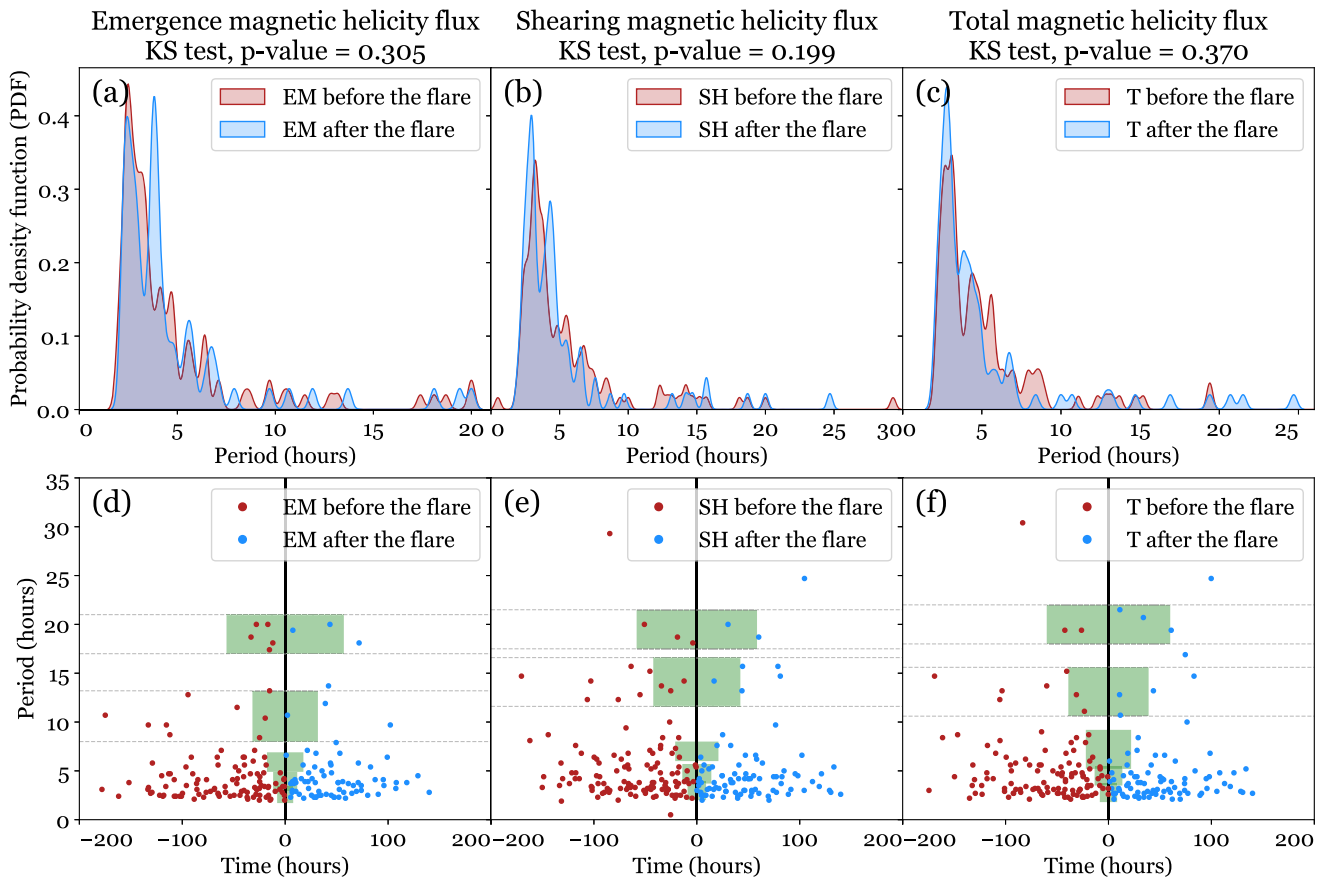 Emergence magnetic helicity flux
KS test, p-value = 0.305
Shearing magnetic helicity flux
KS test, p-value = 0.199
Total magnetic helicity flux
KS test, p-value = 0.370
Probability density function (PDF)
0.4
0.3
0.2
0.1
0.0
(a)
EM before the flare
EM after the flare
0 5 10 15 20
Period (hours)
(b)
SH before the flare
SH after the flare
0 5 10 15 20 25 30
Period (hours)
(c)
T before the flare
T after the flare
0 5 10 15 20 25
Period (hours)
Period (hours)
35
30
25
20
15
10
5
0
(d)
EM before the flare
EM after the flare
−200 −100 0 100 200
Time (hours)
(e)
SH before the flare
SH after the flare
−200 −100 0 100 200
Time (hours)
(f)
T before the flare
T after the flare
−200 −100 0 100 200
Time (hours)